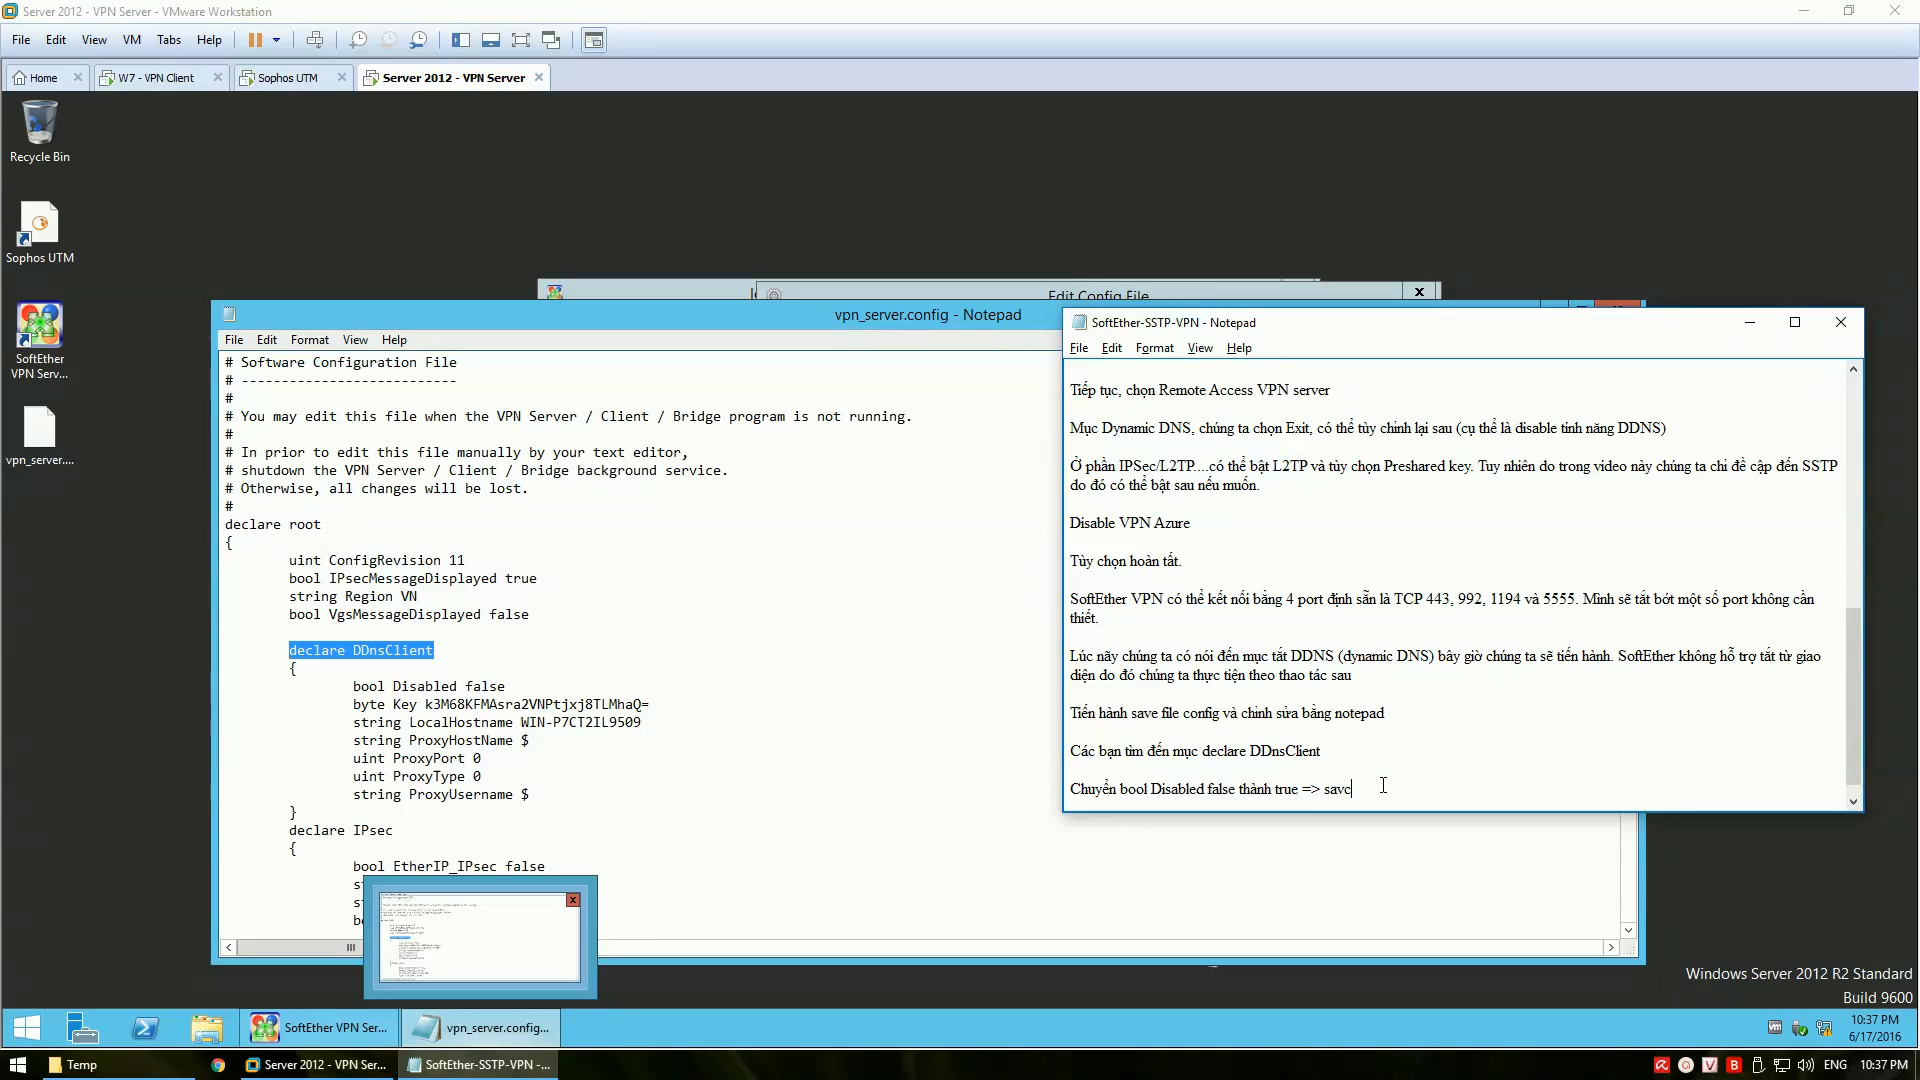 Server 2012 - VPN Server - VMware Workstation
File Edit View VM Tabs Help
Home W7 - VPN Client Sophos UTM Server 2012 - VPN Server
Recycle Bin
Sophos UTM
SoftEther
VPN Serv...
vpn_server....
Edit Config File
vpn_server.config - Notepad
File Edit Format View Help
# Software Configuration File
# ---------------------------
#
# You may edit this file when the VPN Server / Client / Bridge program is not running.
#
# In prior to edit this file manually by your text editor,
# shutdown the VPN Server / Client / Bridge background service.
# Otherwise, all changes will be lost.
#
declare root
{
uint ConfigRevision 11
bool IPsecMessageDisplayed true
string Region VN
bool VgsMessageDisplayed false
declare DDnsClient
{
bool Disabled false
byte Key k3M68KFMAsra2VNPtjxj8TLMhaQ=
string LocalHostname WIN-P7CT2IL9509
string ProxyHostName $
uint ProxyPort 0
uint ProxyType 0
string ProxyUsername $
}
declare IPsec
{
bool EtherIP_IPsec false
SoftEther-SSTP-VPN - Notepad
File Edit Format View Help
Tiếp tục, chọn Remote Access VPN server
Mục Dynamic DNS, chúng ta chọn Exit, có thể tùy chỉnh lại sau (cụ thể là disable tính năng DDNS)
Ở phần IPSec/L2TP....có thể bật L2TP và tùy chọn Preshared key. Tuy nhiên do trong video này chúng ta chỉ đề cập đến SSTP
do đó có thể bật sau nếu muốn.
Disable VPN Azure
Tùy chọn hoàn tất.
SoftEther VPN có thể kết nối bằng 4 port định sẵn là TCP 443, 992, 1194 và 5555. Mình sẽ tắt bớt một số port không cần
thiết.
Lúc nãy chúng ta có nói đến mục tắt DDNS (dynamic DNS) bây giờ chúng ta sẽ tiến hành. SoftEther không hỗ trợ tắt từ giao
diện do đó chúng ta thực tiện theo thao tác sau
Tiến hành save file config và chỉnh sửa bằng notepad
Các bạn tìm đến mục declare DDnsClient
Chuyển bool Disabled false thành true => savc
Windows Server 2012 R2 Standard
Build 9600
SoftEther VPN Ser... vpn_server.config... 10:37 PM
6/17/2016
Temp Server 2012 - VPN Ser... SoftEther-SSTP-VPN -... ENG 10:37 PM